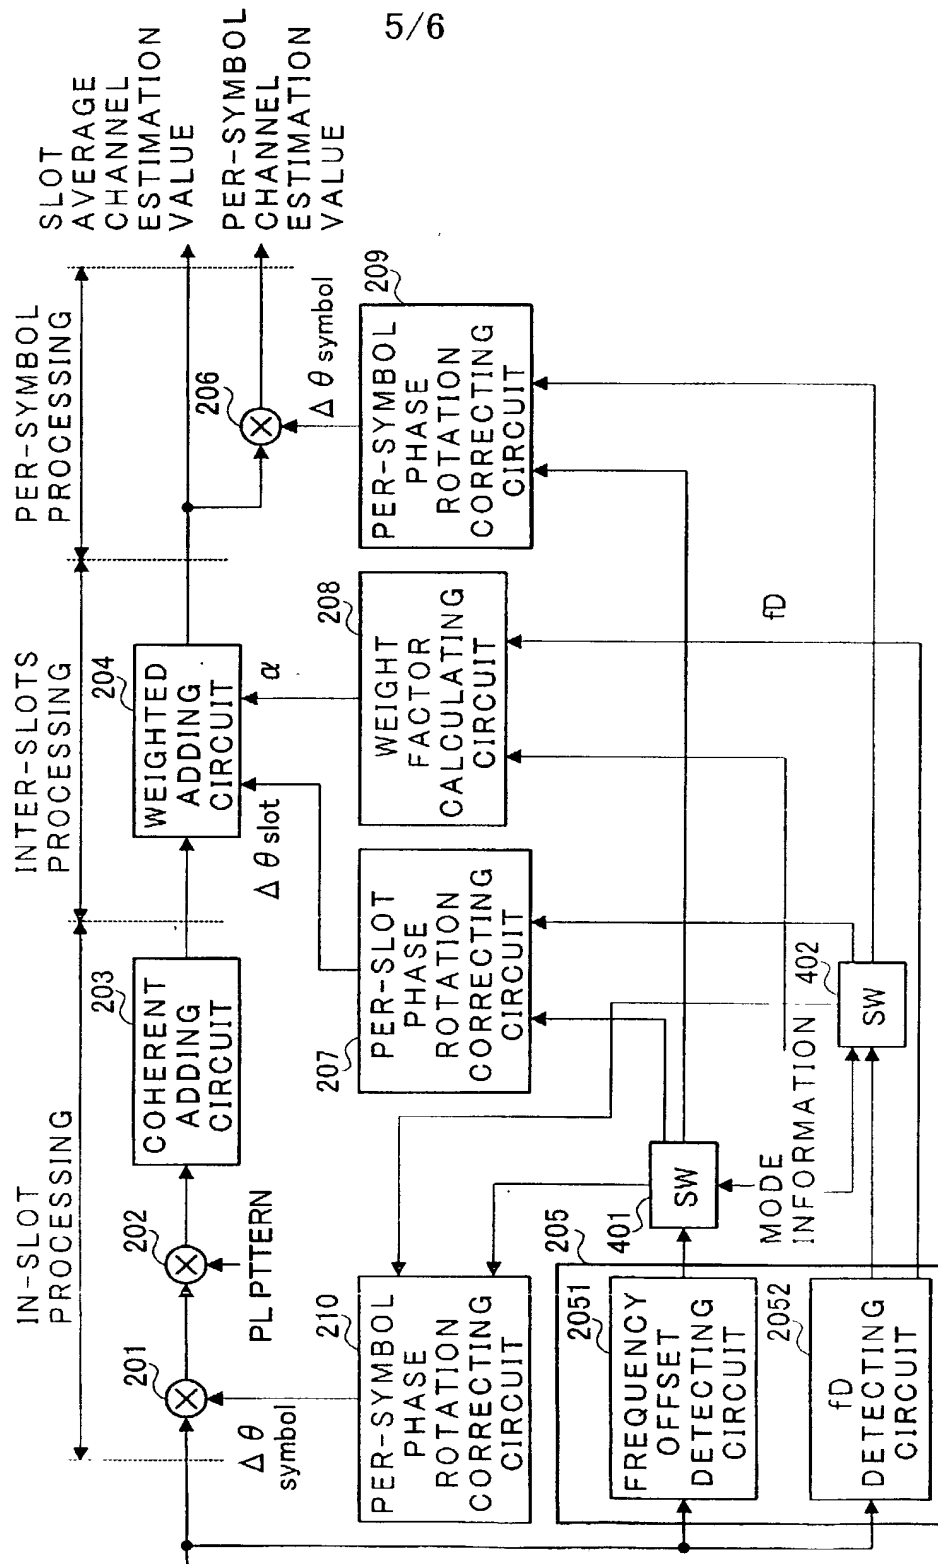 5/6
IN-SLOT
PROCESSING
INTER-SLOTS
PROCESSING
PER-SYMBOL
PROCESSING
SLOT
AVERAGE
CHANNEL
ESTIMATION
VALUE
PER-SYMBOL
CHANNEL
ESTIMATION
VALUE
201
202
PL PTTERN
203
COHERENT
ADDING
CIRCUIT
204
WEIGHTED
ADDING
CIRCUIT
206
Δθ
symbol
Δθ slot
α
Δθ symbol
210
PER-SYMBOL
PHASE
ROTATION
CORRECTING
CIRCUIT
207
PER-SLOT
PHASE
ROTATION
CORRECTING
CIRCUIT
208
WEIGHT
FACTOR
CALCULATING
CIRCUIT
209
PER-SYMBOL
PHASE
ROTATION
CORRECTING
CIRCUIT
205
2051
FREQUENCY
OFFSET
DETECTING
CIRCUIT
401
SW
MODE
INFORMATION
2052
fD
DETECTING
CIRCUIT
402
SW
fD